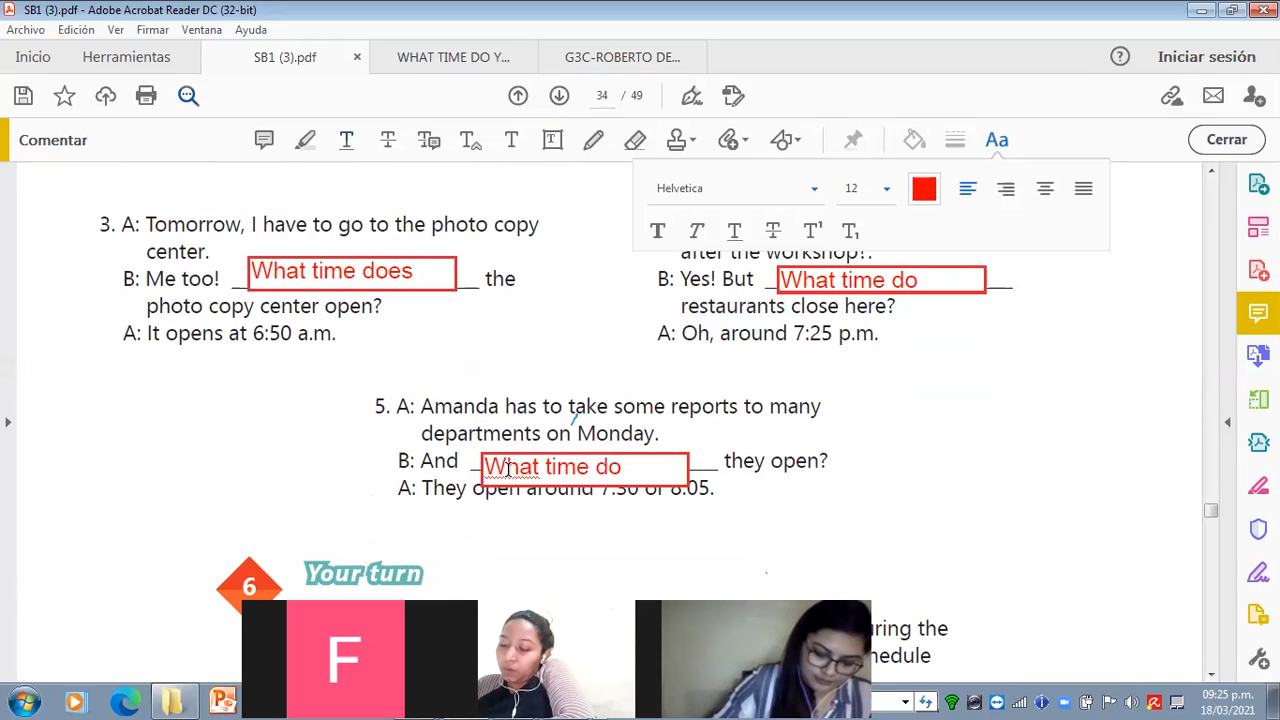 SB1 (3).pdf - Adobe Acrobat Reader DC (32-bit)
Archivo Edición Ver Firmar Ventana Ayuda
Inicio Herramientas SB1 (3).pdf × WHAT TIME DO Y... G3C-ROBERTO DE... Iniciar sesión
34 / 49
Comentar Aa Cerrar
Helvetica 12
3. A: Tomorrow, I have to go to the photo copy
center.
B: Me too! What time does the
photo copy center open?
A: It opens at 6:50 a.m.
after the workshop?.
B: Yes! But What time do
restaurants close here?
A: Oh, around 7:25 p.m.
5. A: Amanda has to take some reports to many
departments on Monday.
B: And What time do they open?
A: They open around 7:30 or 8:05.
6 Your turn
uring the
hedule
F
09:25 p.m.
18/03/2021